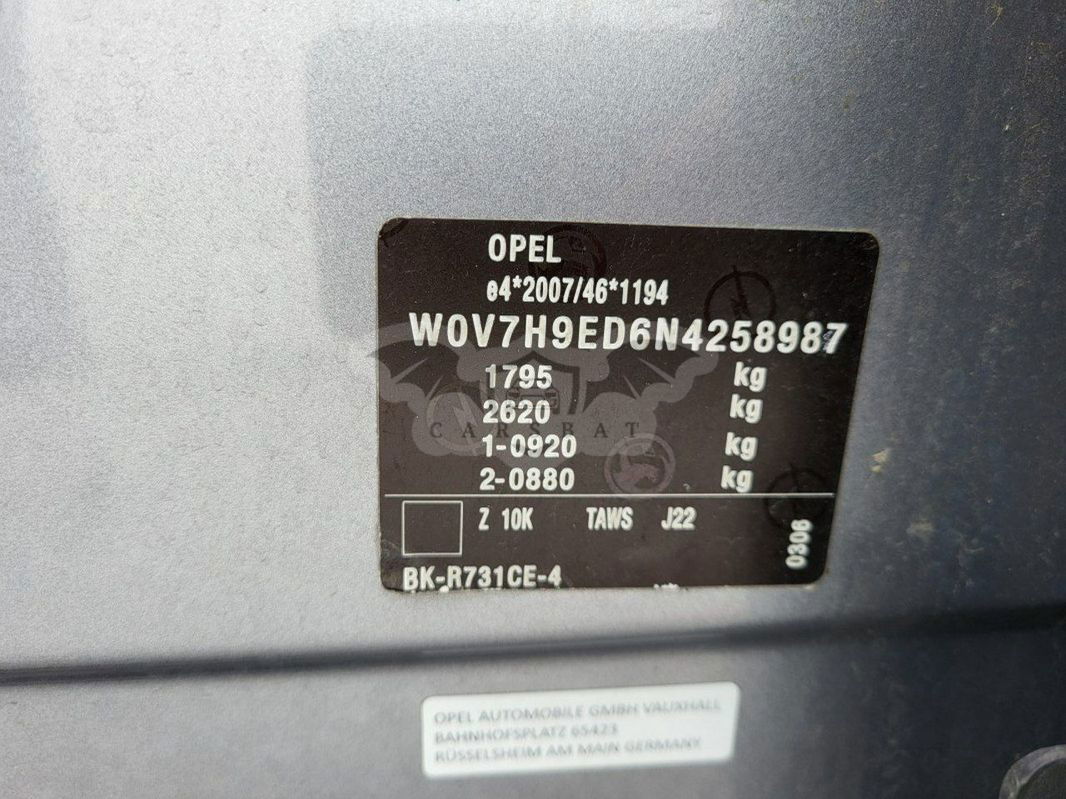 OPEL
e4*2007/46*1194
W0V7H9ED6N4258987
1795 kg
2620 kg
1-0920 kg
2-0880 kg
Z 10K TAWS J22
0306
BK-R731CE-4
CARSBAT
OPEL AUTOMOBILE GMBH VAUXHALL
BAHNHOFSPLATZ 65423
RÜSSELSHEIM AM MAIN GERMANY